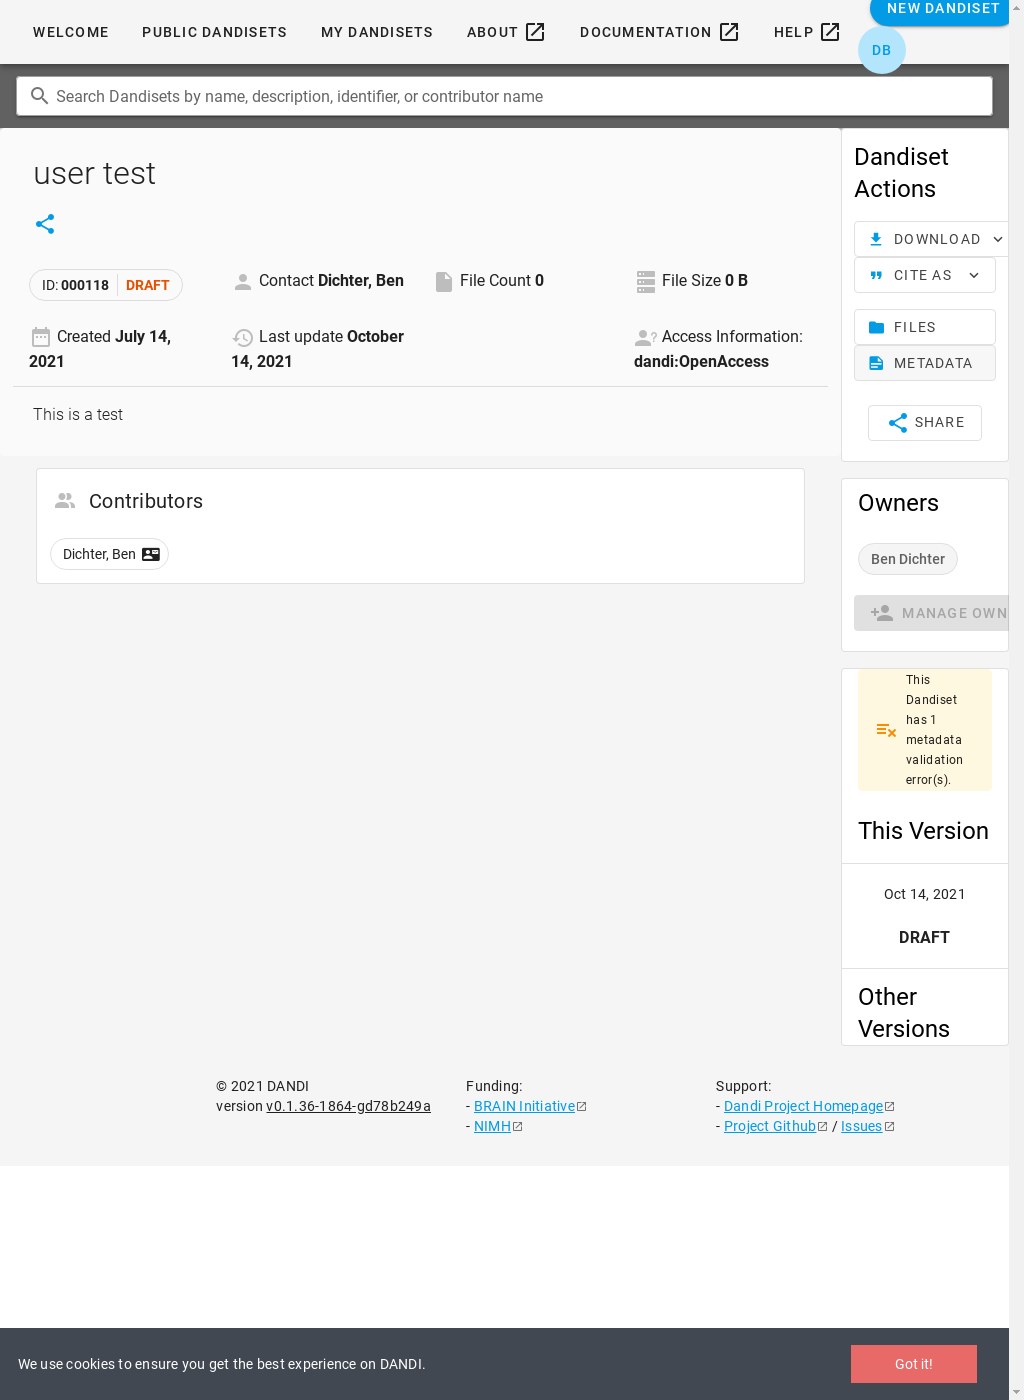 WELCOME PUBLIC DANDISETS MY DANDISETS ABOUT DOCUMENTATION HELP NEW DANDISET
DB
Search Dandisets by name, description, identifier, or contributor name
user test
ID: 000118 DRAFT
Contact Dichter, Ben
File Count 0
File Size 0 B
Created July 14,
2021
Last update October
14, 2021
Access Information:
dandi:OpenAccess
This is a test
Contributors
Dichter, Ben
Dandiset
Actions
DOWNLOAD
CITE AS
FILES
METADATA
SHARE
Owners
Ben Dichter
MANAGE OWN
This
Dandiset
has 1
metadata
validation
error(s).
This Version
Oct 14, 2021
DRAFT
Other
Versions
© 2021 DANDI
version v0.1.36-1864-gd78b249a
Funding:
- BRAIN Initiative
- NIMH
Support:
- Dandi Project Homepage
- Project Github / Issues
We use cookies to ensure you get the best experience on DANDI.
Got it!